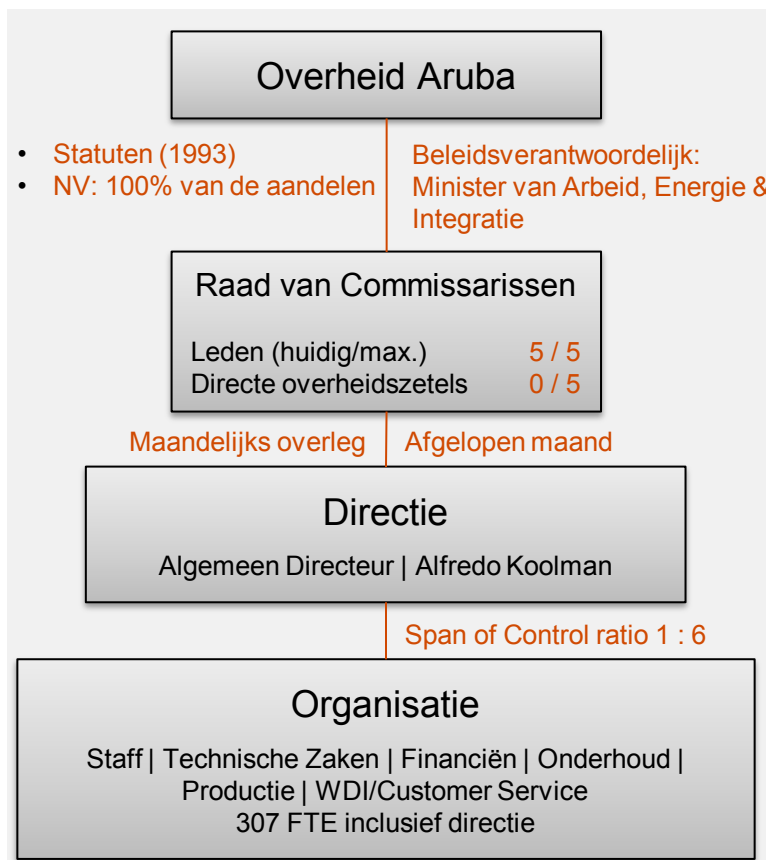 Overheid Aruba
• Statuten (1993)
• NV: 100% van de aandelen
Beleidsverantwoordelijk:
Minister van Arbeid, Energie &
Integratie
Raad van Commissarissen
Leden (huidig/max.) 5 / 5
Directe overheidszetels 0 / 5
Maandelijks overleg
Afgelopen maand
Directie
Algemeen Directeur | Alfredo Koolman
Span of Control ratio 1 : 6
Organisatie
Staff | Technische Zaken | Financiën | Onderhoud |
Productie | WDI/Customer Service
307 FTE inclusief directie